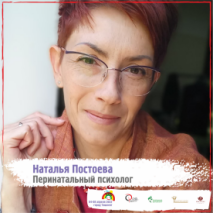 Наталья Постоева
Перинатальный психолог